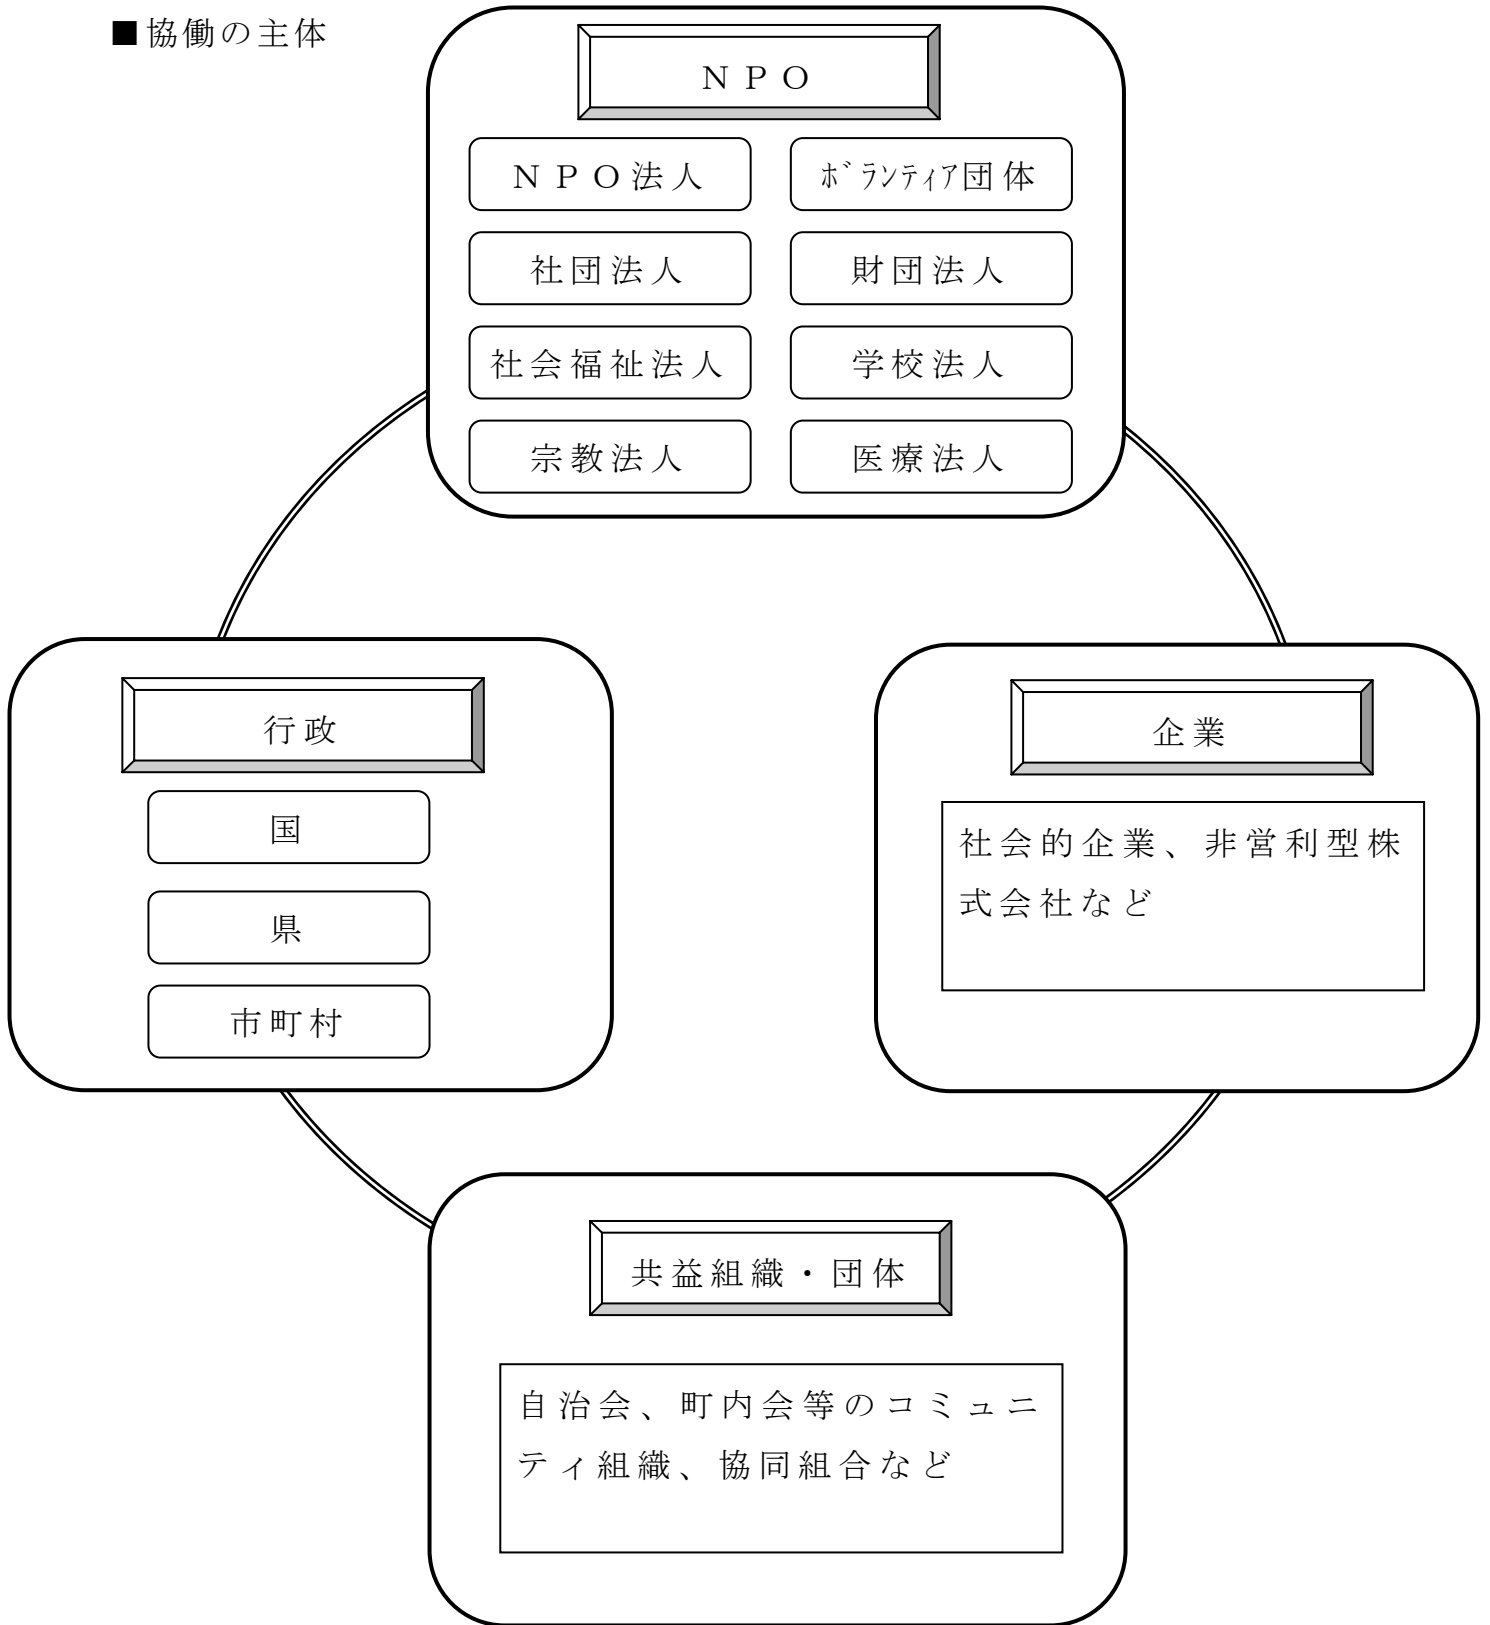 ■協働の主体
ＮＰＯ
ＮＰＯ法人
ﾎﾞﾗﾝﾃｨｱ団体
社団法人
財団法人
社会福祉法人
学校法人
宗教法人
医療法人
行政
国
県
市町村
企業
社会的企業、非営利型株
式会社など
共益組織・団体
自治会、町内会等のコミュニ
ティ組織、協同組合など